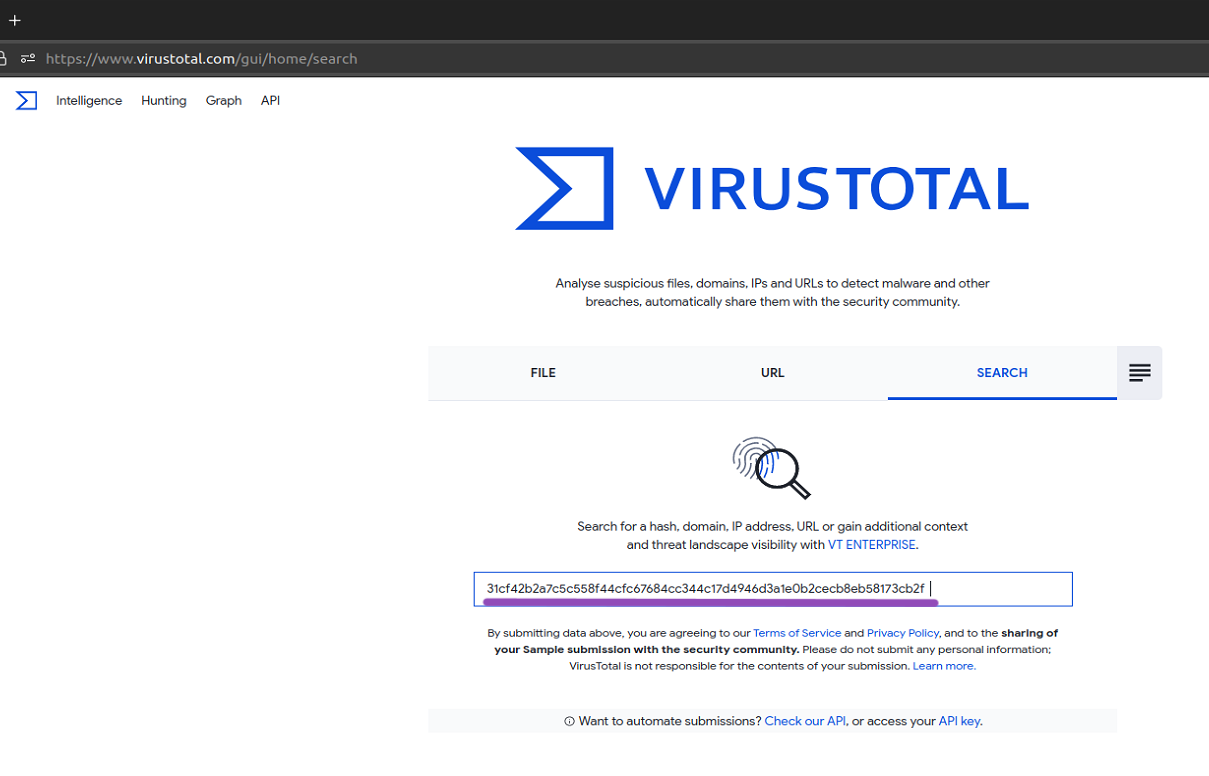 +
https://www.virustotal.com/gui/home/search
Intelligence Hunting Graph API
VIRUSTOTAL
Analyse suspicious files, domains, IPs and URLs to detect malware and other
breaches, automatically share them with the security community.
FILE URL SEARCH
Search for a hash, domain, IP address, URL or gain additional context
and threat landscape visibility with VT ENTERPRISE.
31cf42b2a7c5c558f44cfc67684cc344c17d4946d3a1e0b2cecb8eb58173cb2f
By submitting data above, you are agreeing to our Terms of Service and Privacy Policy, and to the sharing of
your Sample submission with the security community. Please do not submit any personal information;
VirusTotal is not responsible for the contents of your submission. Learn more.
Want to automate submissions? Check our API, or access your API key.